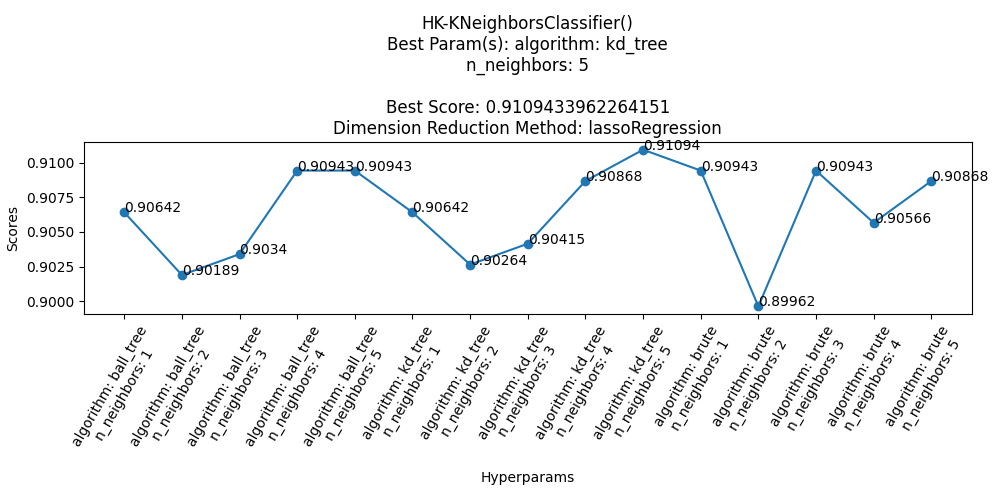 HK-KNeighborsClassifier()
Best Param(s): algorithm: kd_tree
n_neighbors: 5
Best Score: 0.9109433962264151
Dimension Reduction Method: lassoRegression
Scores
0.9100
0.9075
0.9050
0.9025
0.9000
0.90642
0.90189
0.9034
0.90943
0.90943
0.90642
0.90264
0.90415
0.90868
0.91094
0.90943
0.89962
0.90943
0.90566
0.90868
algorithm: ball_tree
n_neighbors: 1
algorithm: ball_tree
n_neighbors: 2
algorithm: ball_tree
n_neighbors: 3
algorithm: ball_tree
n_neighbors: 4
algorithm: ball_tree
n_neighbors: 5
algorithm: kd_tree
n_neighbors: 1
algorithm: kd_tree
n_neighbors: 2
algorithm: kd_tree
n_neighbors: 3
algorithm: kd_tree
n_neighbors: 4
algorithm: kd_tree
n_neighbors: 5
algorithm: brute
n_neighbors: 1
algorithm: brute
n_neighbors: 2
algorithm: brute
n_neighbors: 3
algorithm: brute
n_neighbors: 4
algorithm: brute
n_neighbors: 5
Hyperparams